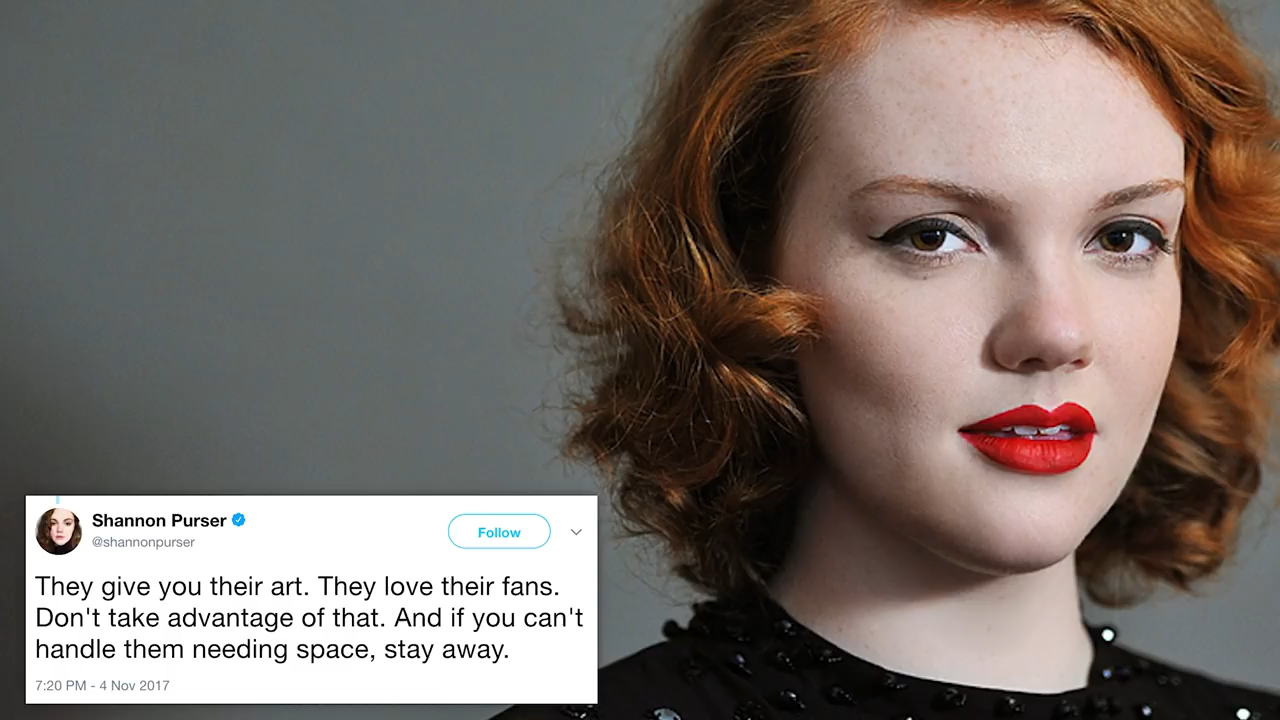 Shannon Purser
@shannonpurser
Follow
They give you their art. They love their fans.
Don't take advantage of that. And if you can't
handle them needing space, stay away.
7:20 PM - 4 Nov 2017